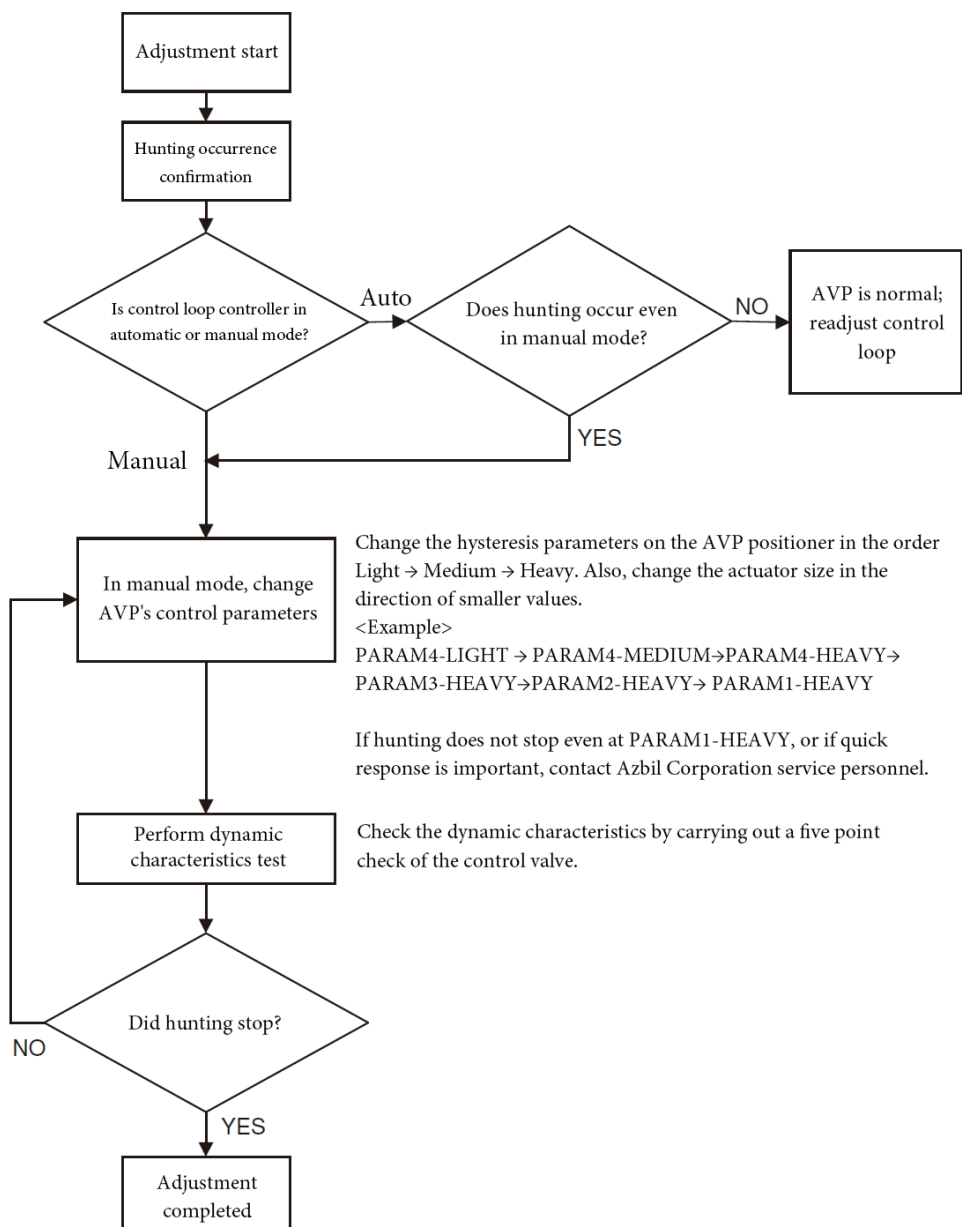 Adjustment start
Hunting occurrence
confirmation
Is control loop controller in
automatic or manual mode?
Auto
Does hunting occur even
in manual mode?
NO
AVP is normal;
readjust control
loop
YES
Manual
In manual mode, change
AVP's control parameters
Change the hysteresis parameters on the AVP positioner in the order
Light → Medium → Heavy. Also, change the actuator size in the
direction of smaller values.
<Example>
PARAM4-LIGHT → PARAM4-MEDIUM→PARAM4-HEAVY→
PARAM3-HEAVY→PARAM2-HEAVY→ PARAM1-HEAVY
If hunting does not stop even at PARAM1-HEAVY, or if quick
response is important, contact Azbil Corporation service personnel.
Perform dynamic
characteristics test
Check the dynamic characteristics by carrying out a five point
check of the control valve.
Did hunting stop?
NO
YES
Adjustment
completed